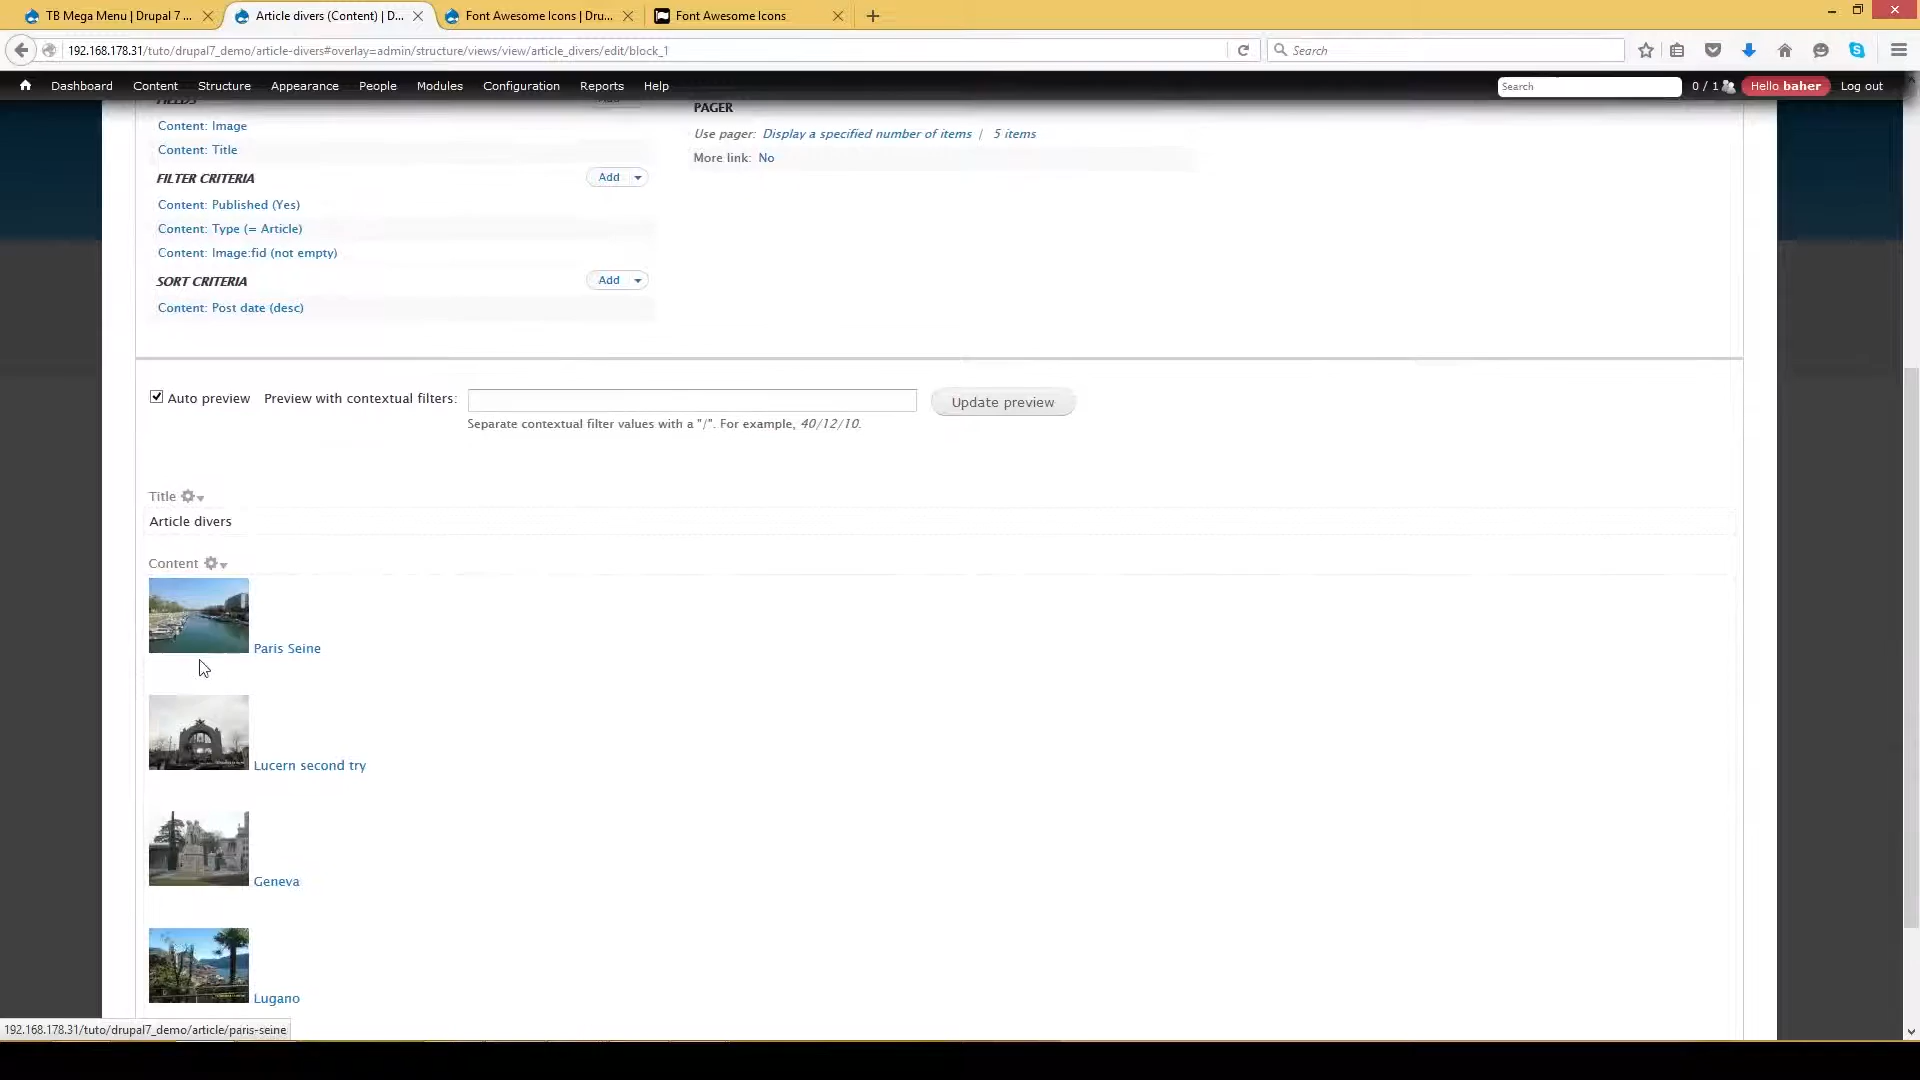 TB Mega Menu | Drupal 7 ...
Article divers (Content) | D...
Font Awesome Icons | Dru...
Font Awesome Icons
192.168.178.31/tuto/drupal7_demo/article-divers#overlay=admin/structure/views/view/article_divers/edit/block_1
Search
Dashboard Content Structure Appearance People Modules Configuration Reports Help
Search
0 / 1
Hello baher
Log out
FIELDS
Add
Content: Image
Content: Title
FILTER CRITERIA
Add
Content: Published (Yes)
Content: Type (= Article)
Content: Image:fid (not empty)
SORT CRITERIA
Add
Content: Post date (desc)
PAGER
Use pager: Display a specified number of items | 5 items
More link: No
Auto preview
Preview with contextual filters:
Update preview
Separate contextual filter values with a "/". For example, 40/12/10.
Title
Article divers
Content
Paris Seine
Lucern second try
Geneva
Lugano
192.168.178.31/tuto/drupal7_demo/article/paris-seine